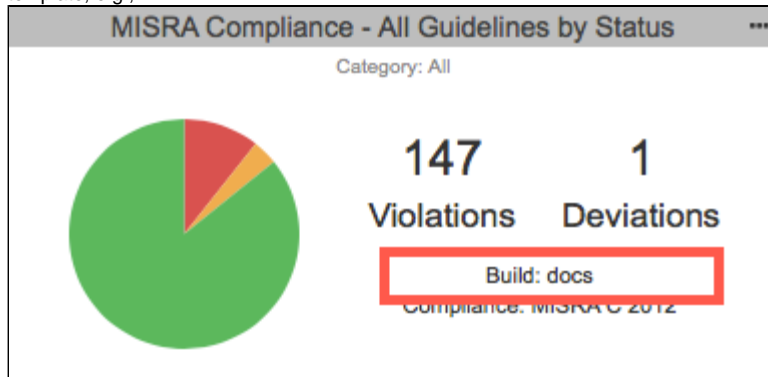 MISRA Compliance - All Guidelines by Status ...
Category: All
147 1
Violations Deviations
Build: docs
Compliance: MISRA C 2012